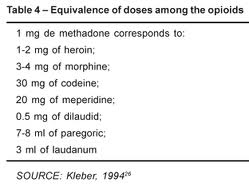 Table 4 – Equivalence of doses among the opioids
1 mg de methadone corresponds to:
1-2 mg of heroin;
3-4 mg of morphine;
30 mg of codeine;
20 mg of meperidine;
0.5 mg of dilaudid;
7-8 ml of paregoric;
3 ml of laudanum
SOURCE: Kleber, 1994²⁶